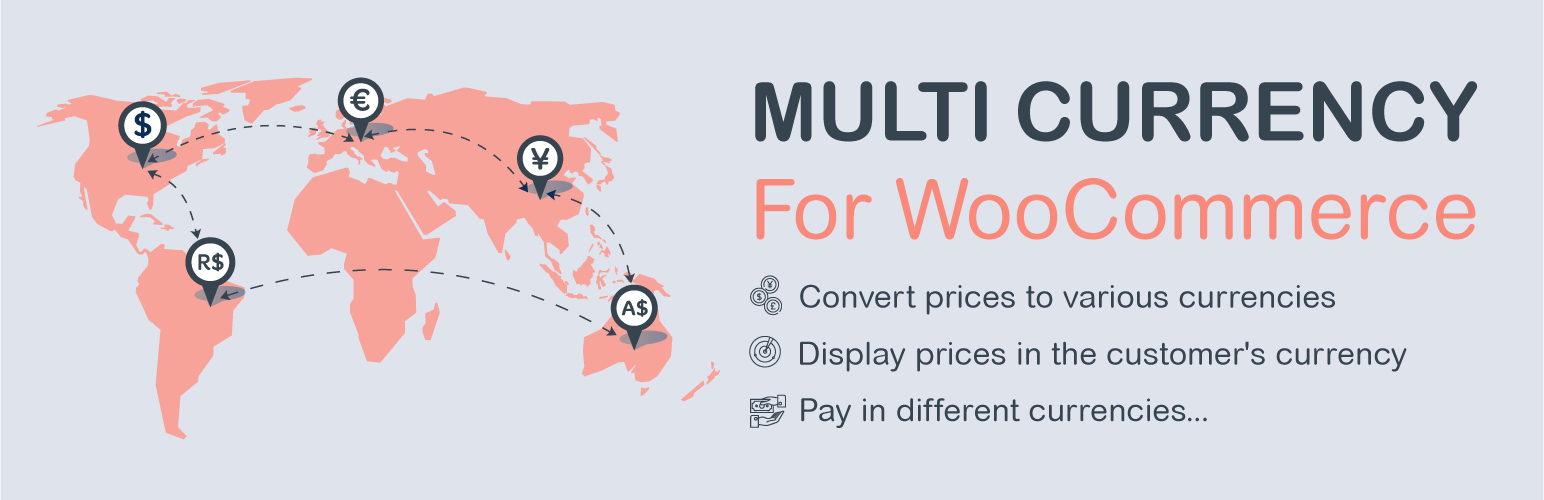 $
€
¥
R$
A$
MULTI CURRENCY
For WooCommerce
Convert prices to various currencies
Display prices in the customer's currency
Pay in different currencies...